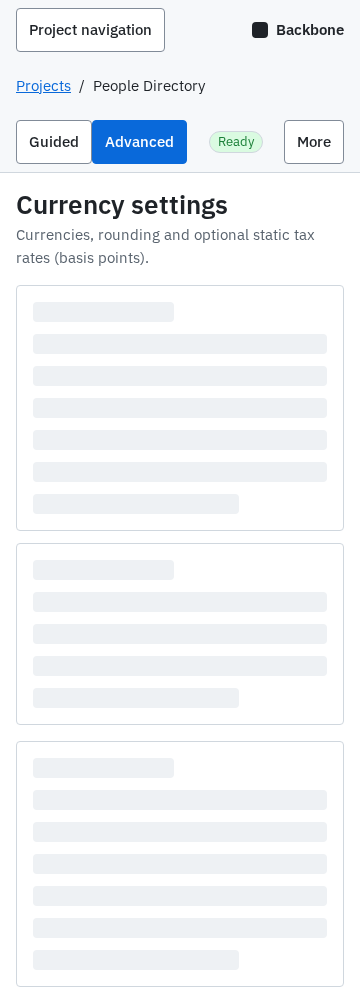 Project navigation
Backbone
Projects / People Directory
Guided Advanced Ready More
Currency settings
Currencies, rounding and optional static tax
rates (basis points).